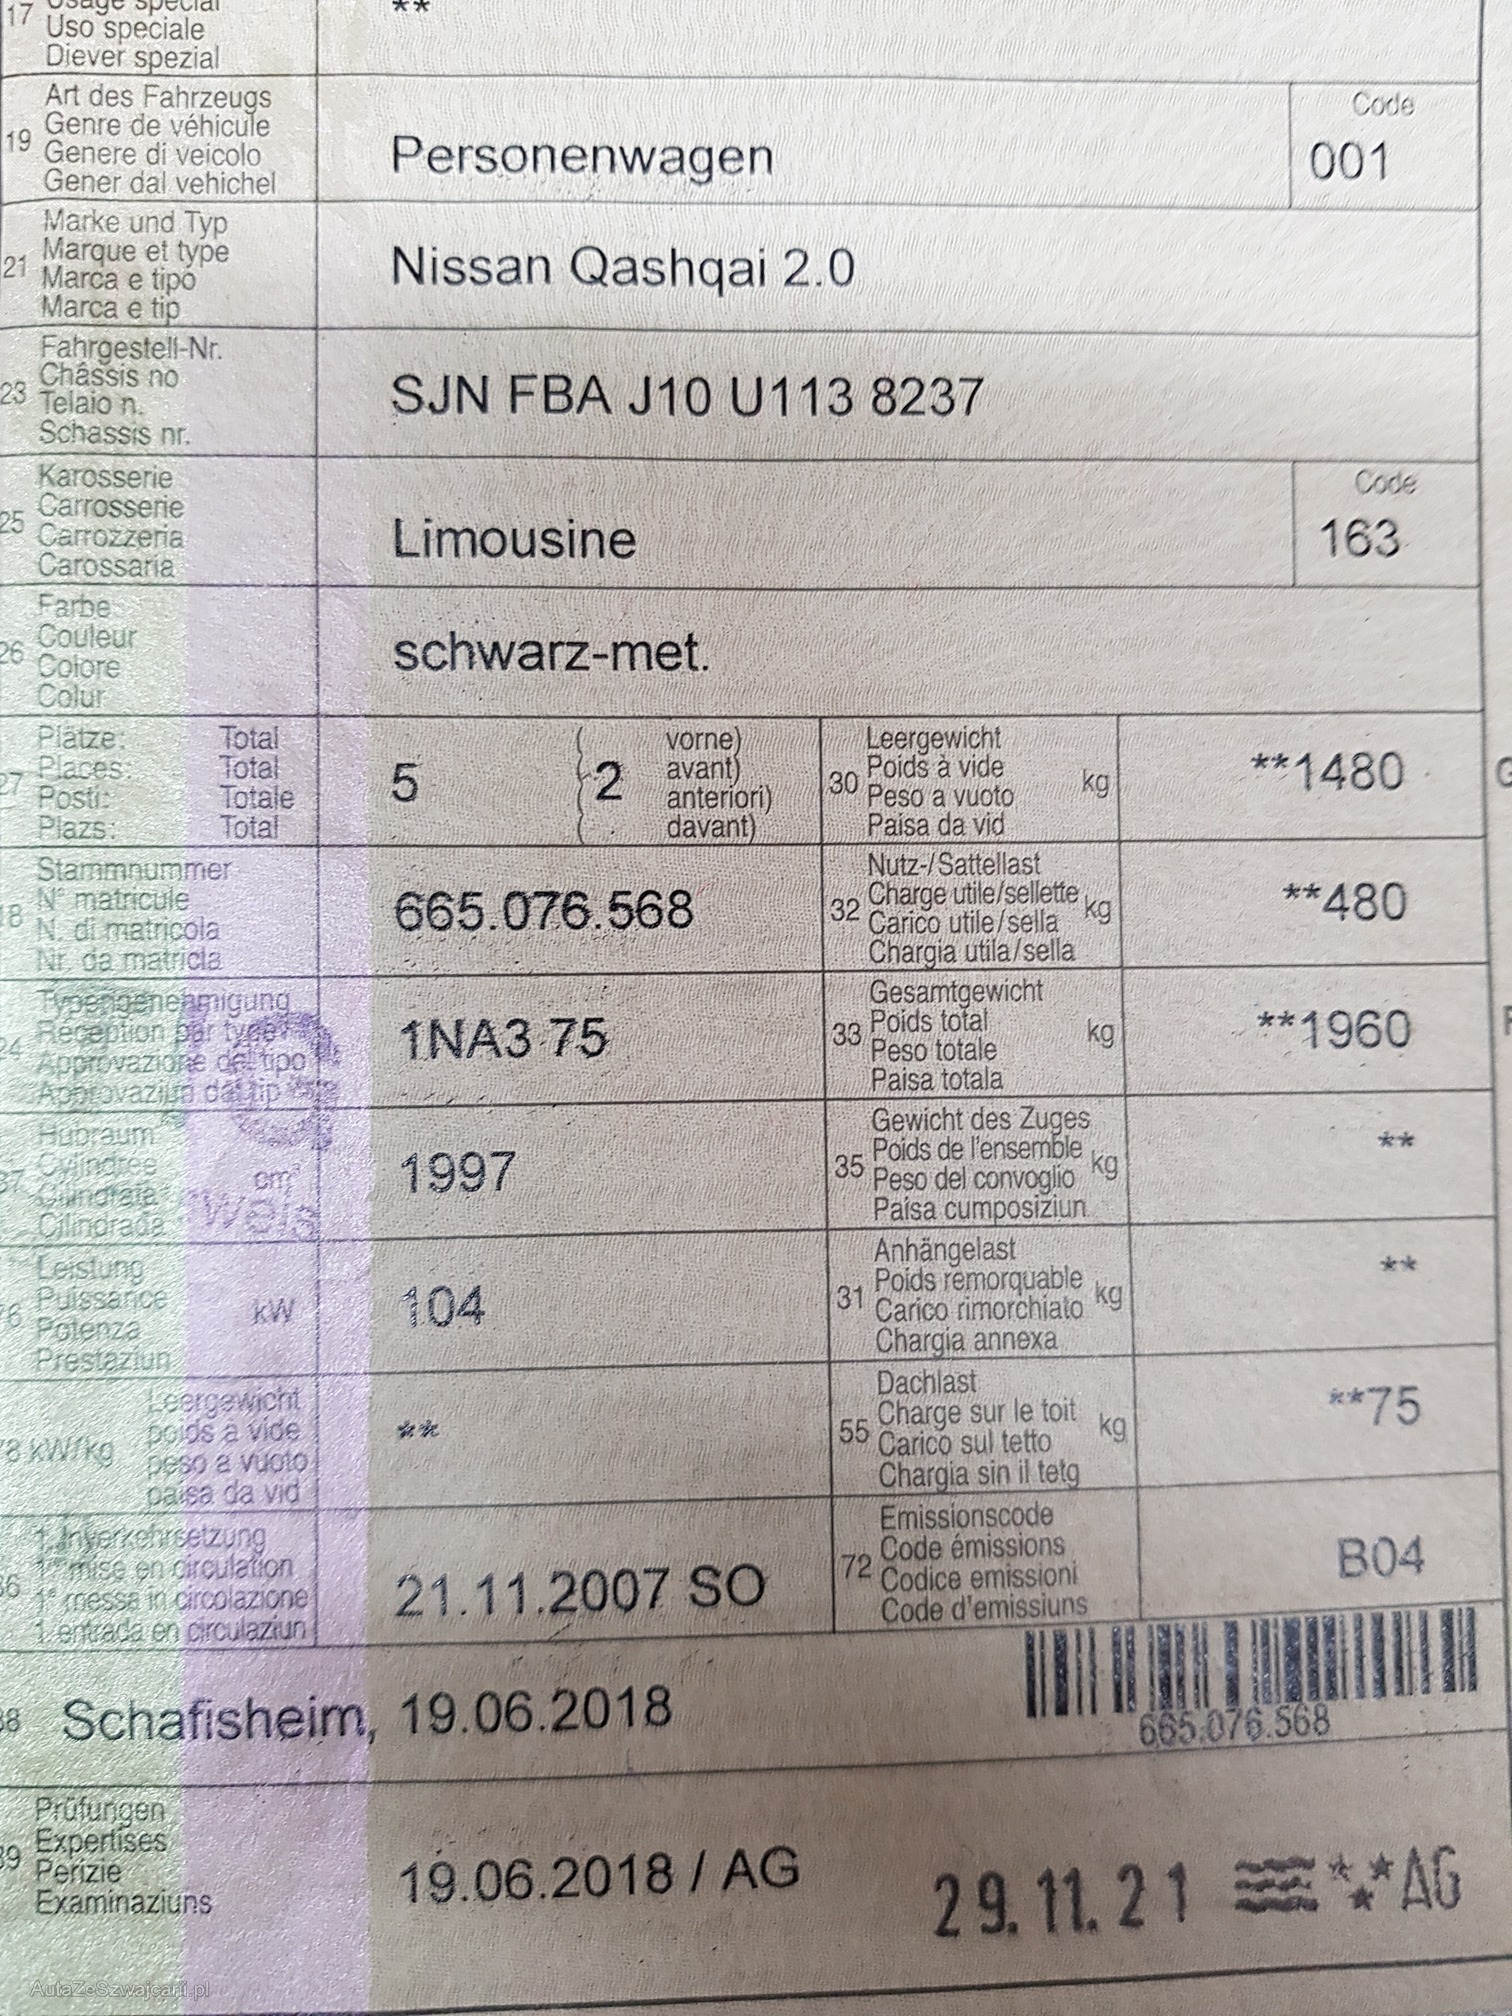 17 Usage spécial
Uso speciale
Diever spezial
**
19 Art des Fahrzeugs
Genre de véhicule
Genere di veicolo
Gener dal vehichel
Personenwagen
Code
001
21 Marke und Typ
Marque et type
Marca e tipo
Marca e tip
Nissan Qashqai 2.0
23 Fahrgestell-Nr.
Châssis no
Telaio n.
Schassis nr.
SJN FBA J10 U113 8237
25 Karosserie
Carrosserie
Carrozzeria
Carossaria
Limousine
Code
163
26 Farbe
Couleur
Colore
Colur
schwarz-met.
27 Plätze: Total
Places: Total
Posti: Totale
Plazs: Total
5 ( 2 vorne)
( avant)
( anteriori)
( davant)
30 Leergewicht
Poids à vide
Peso a vuoto
Paisa da vid
kg
**1480
18 Stammnummer
N° matricule
N. di matricola
Nr. da matricla
665.076.568
32 Nutz-/Sattellast
Charge utile/sellette
Carico utile/sella
Chargia utila/sella
kg
**480
24 Typengenehmigung
Réception par type
Approvazione del tipo
Approvaziun dal tip
1NA3 75
33 Gesamtgewicht
Poids total
Peso totale
Paisa totala
kg
**1960
37 Hubraum
Cylindrée
Cilindrata
Cilindrada
cm³
1997
35 Gewicht des Zuges
Poids de l'ensemble
Peso del convoglio
Paisa cumposiziun
kg
**
76 Leistung
Puissance
Potenza
Prestaziun
kW
104
31 Anhängelast
Poids remorquable
Carico rimorchiato
Chargia annexa
kg
**
78 kW/kg
Leergewicht
poids à vide
peso a vuoto
paisa da vid
**
55 Dachlast
Charge sur le toit
Carico sul tetto
Chargia sin il tetg
kg
**75
36 1. Inverkehrsetzung
1re mise en circulation
1a messa in circolazione
1. entrada en circulaziun
21.11.2007 SO
72 Emissionscode
Code émissions
Codice emissioni
Code d'emissiuns
B04
38 Schafisheim, 19.06.2018
665.076.568
39 Prüfungen
Expertises
Perizie
Examinaziuns
19.06.2018 / AG
29.11.21 AG
AutaZeSzwajcarii.pl